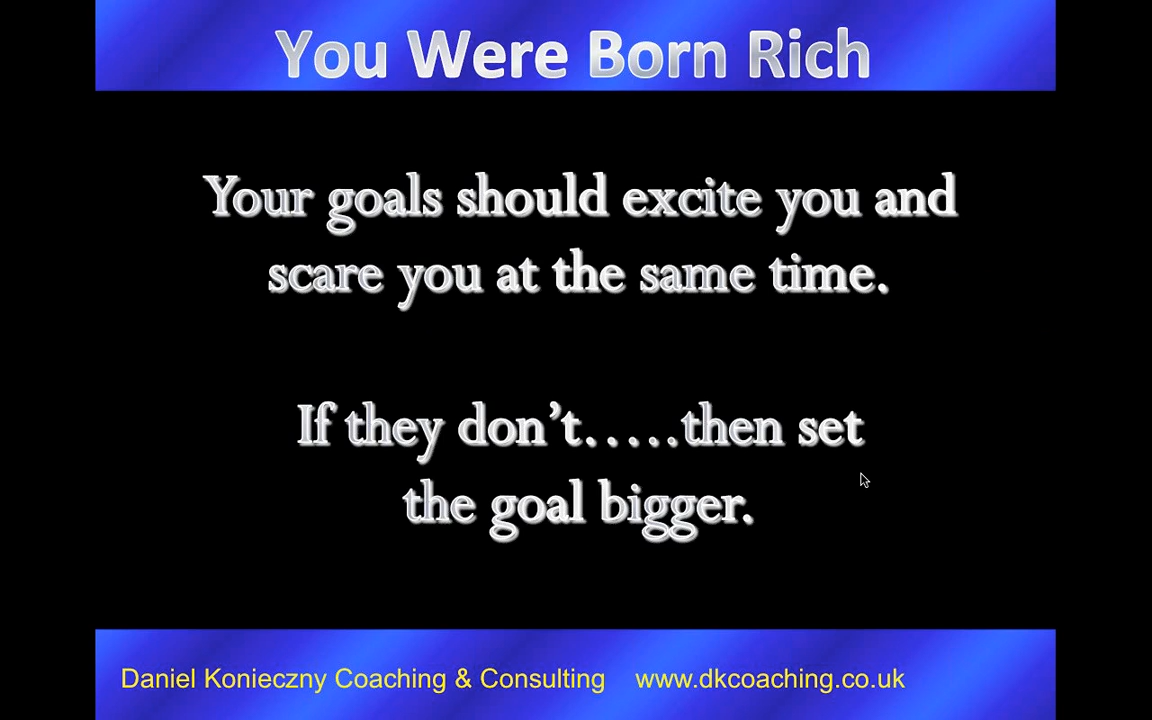 You Were Born Rich
Your goals should excite you and
scare you at the same time.
If they don’t.....then set
the goal bigger.
Daniel Konieczny Coaching & Consulting www.dkcoaching.co.uk